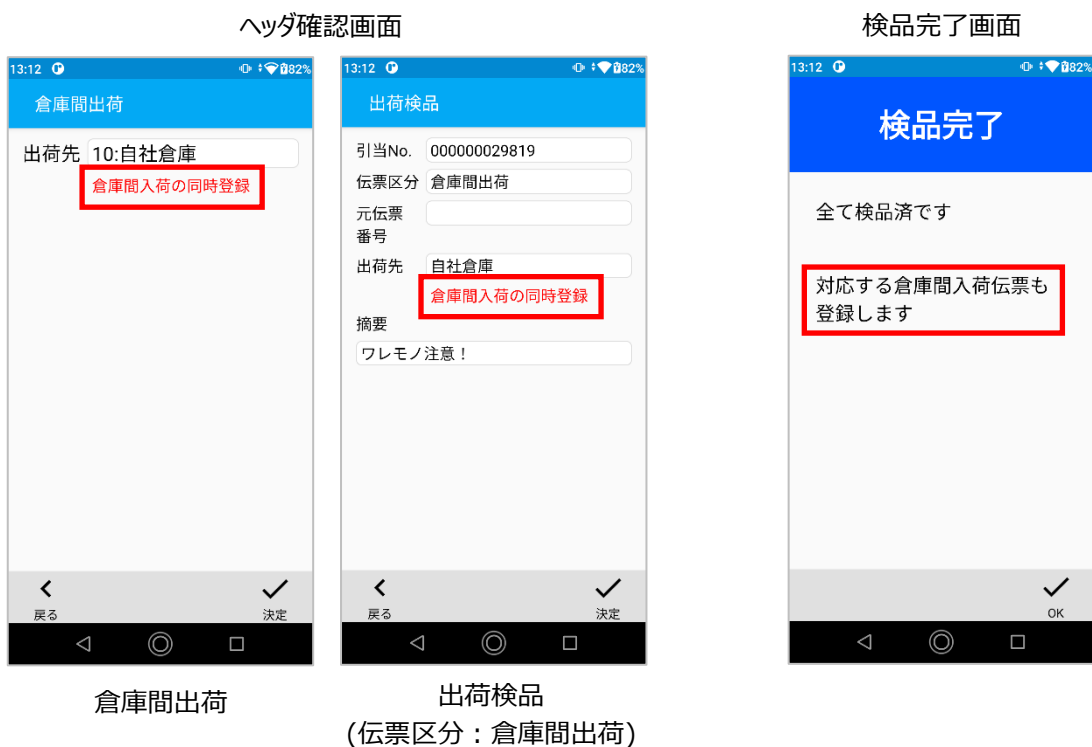 ヘッダ確認画面
検品完了画面
13:12
82%
倉庫間出荷
出荷先 10:自社倉庫
倉庫間入荷の同時登録
戻る 決定
13:12
82%
出荷検品
引当No. 000000029819
伝票区分 倉庫間出荷
元伝票
番号
出荷先 自社倉庫
倉庫間入荷の同時登録
摘要
ワレモノ注意！
戻る 決定
13:12
82%
検品完了
全て検品済です
対応する倉庫間入荷伝票も
登録します
OK
倉庫間出荷
出荷検品
(伝票区分：倉庫間出荷)